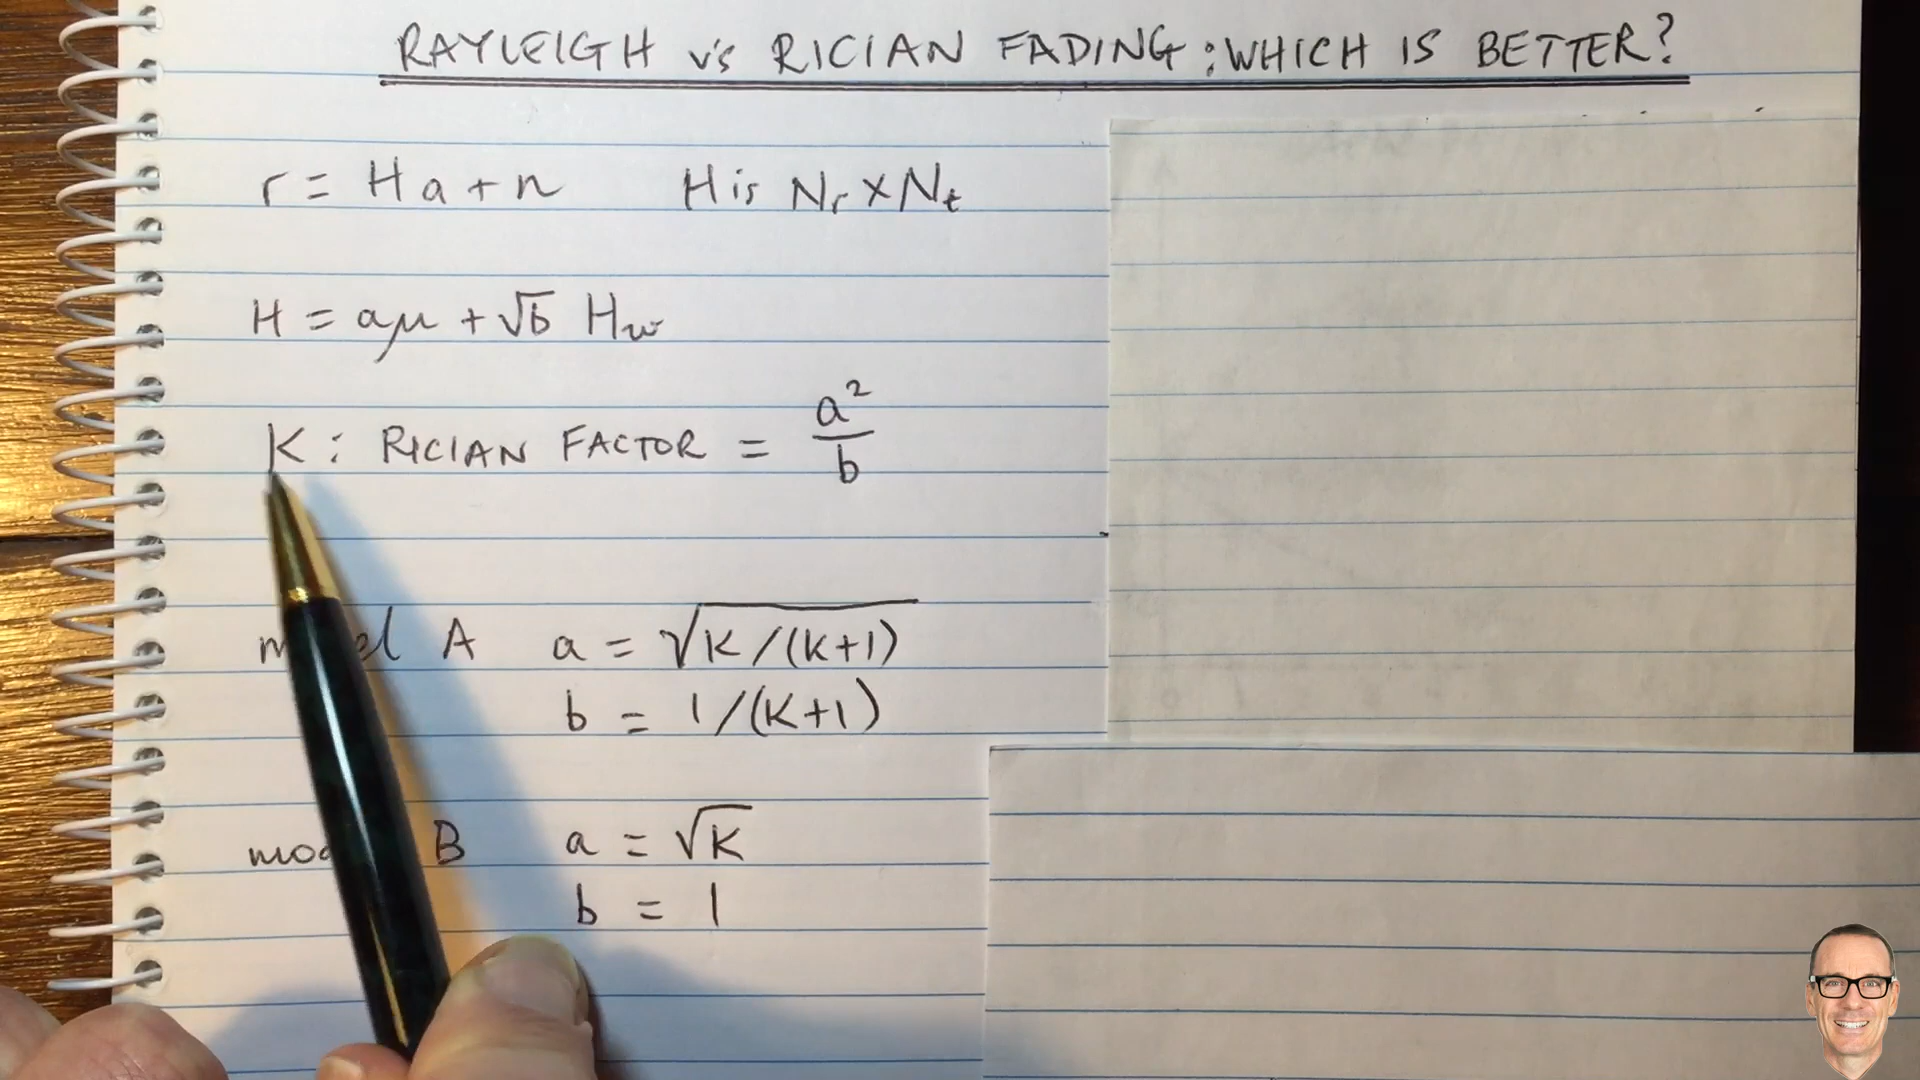 RAYLEIGH v's RICIAN FADING : WHICH IS BETTER?
r = Ha + n H is Nr x Nt
H = aμ + √b Hw
K : RICIAN FACTOR = a²/b
A a = √K/(K+1)
b = 1/(K+1)
B a = √K
b = 1